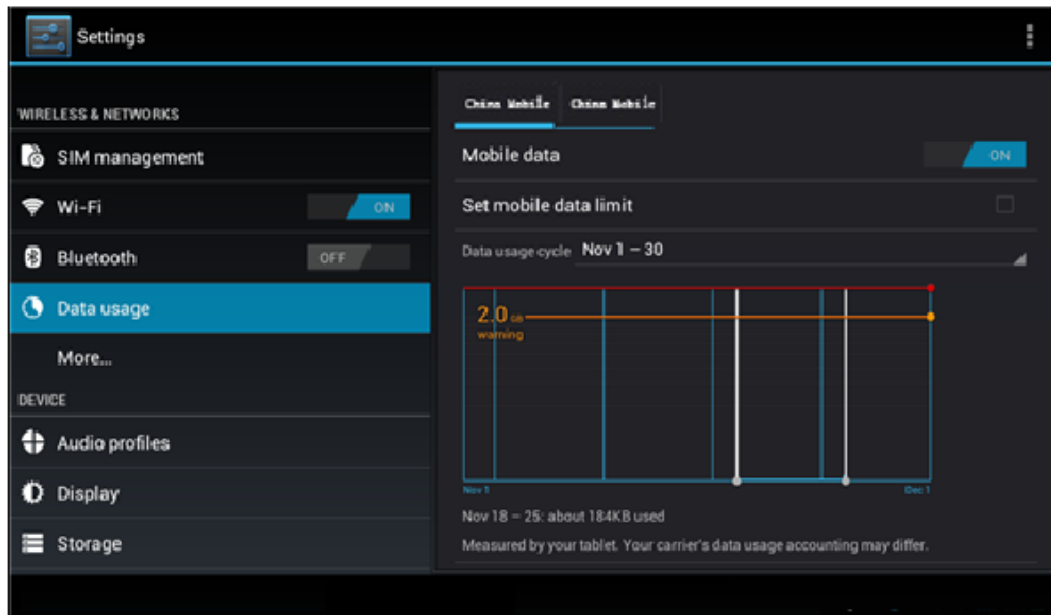 Settings
WIRELESS & NETWORKS
SIM management
Wi-Fi
ON
Bluetooth
OFF
Data usage
More...
DEVICE
Audio profiles
Display
Storage
China Mobile China Mobile
Mobile data
ON
Set mobile data limit
Data usage cycle Nov 1 – 30
2.0 GB
warning
Nov 1
Dec 1
Nov 18 – 25: about 184KB used
Measured by your tablet. Your carrier's data usage accounting may differ.